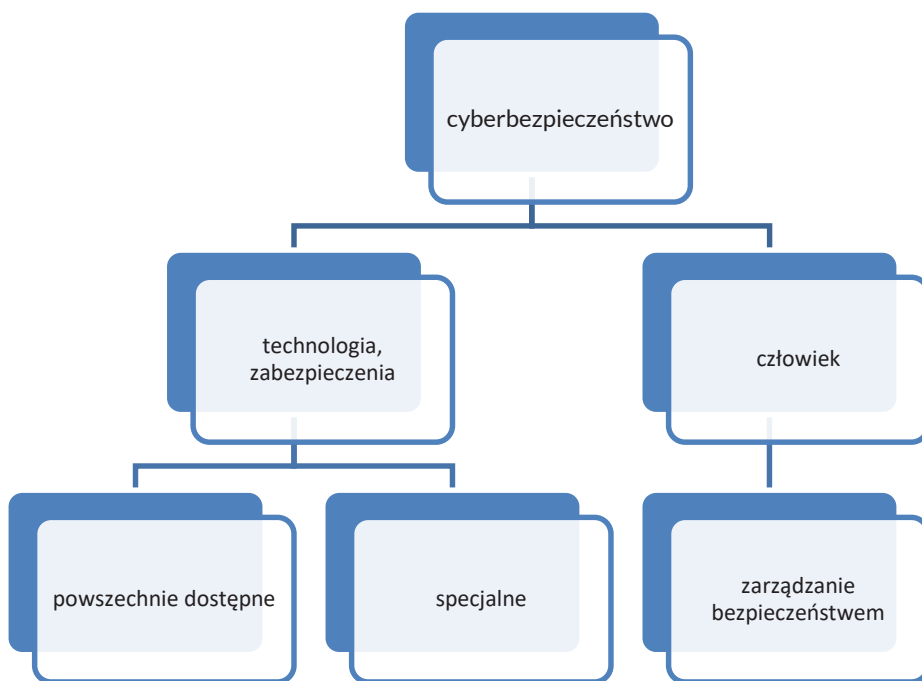 cyberbezpieczeństwo
technologia,
zabezpieczenia
człowiek
powszechnie dostępne
specjalne
zarządzanie
bezpieczeństwem